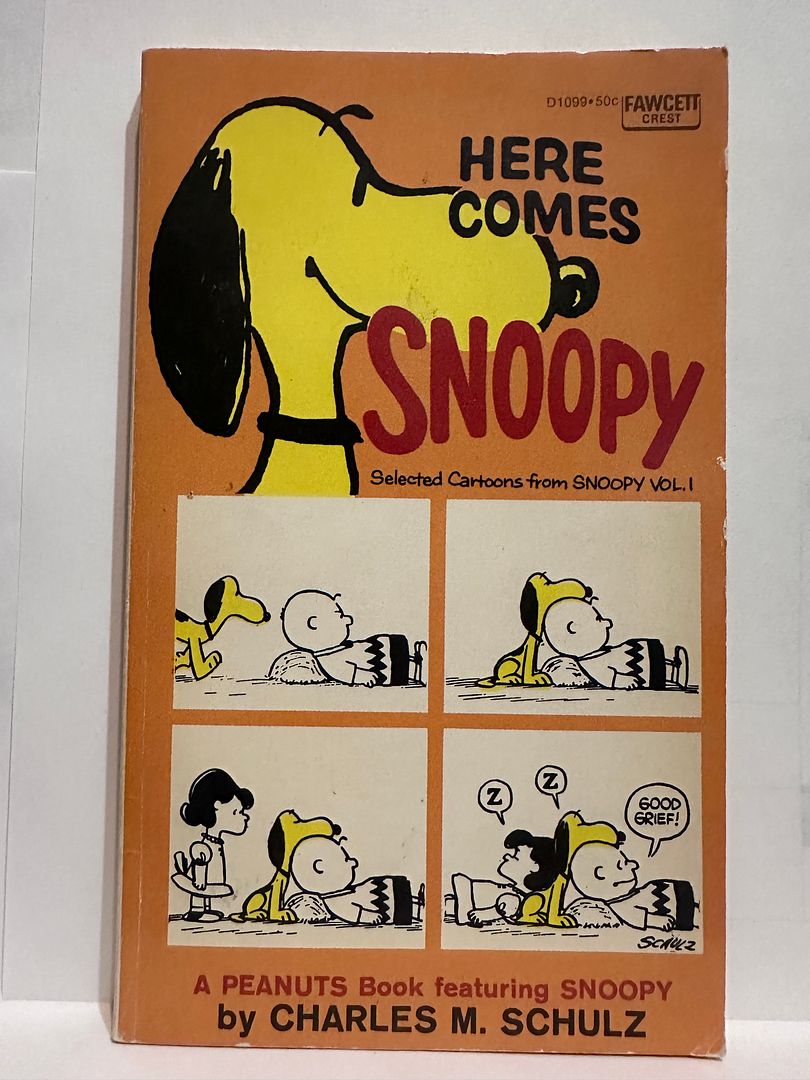 D1099•50c FAWCETT
CREST
HERE
COMES
SNOOPY
Selected Cartoons from SNOOPY VOL.1
Z
Z
GOOD
GRIEF!
SCHULZ
A PEANUTS Book featuring SNOOPY
by CHARLES M. SCHULZ